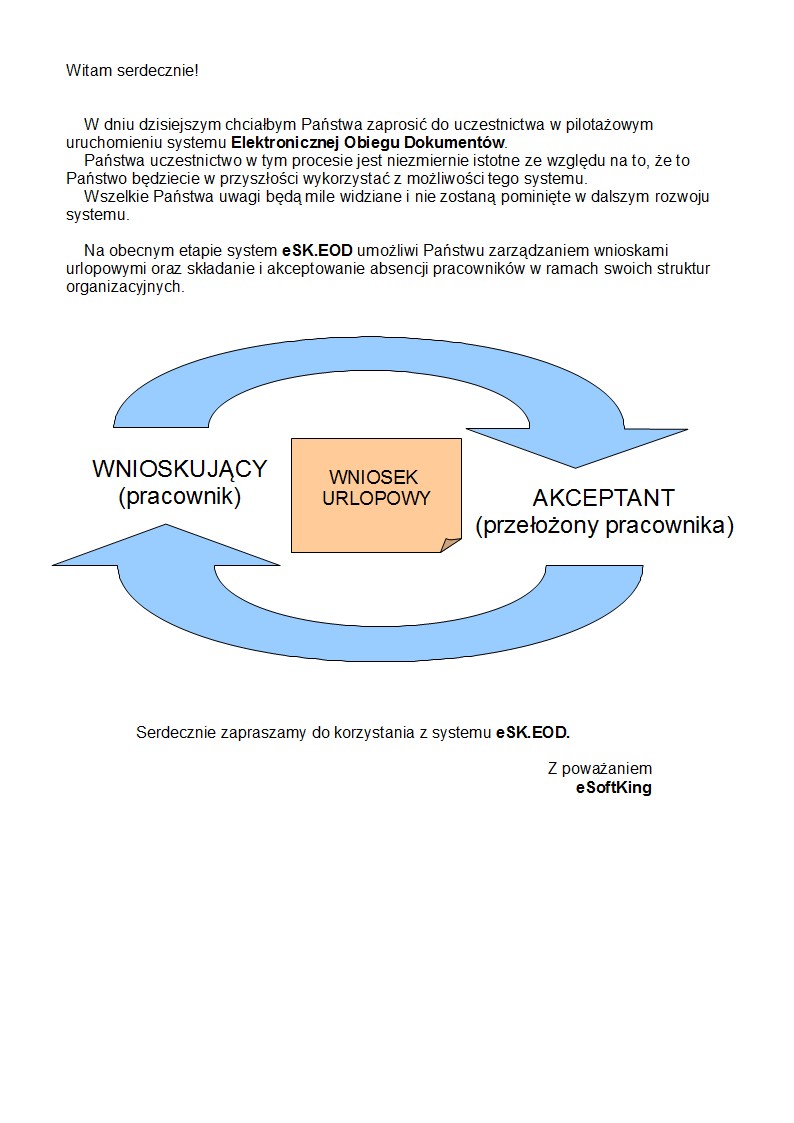 Witam serdecznie!
W dniu dzisiejszym chciałbym Państwa zaprosić do uczestnictwa w pilotażowym
uruchomieniu systemu Elektronicznej Obiegu Dokumentów.
Państwa uczestnictwo w tym procesie jest niezmiernie istotne ze względu na to, że to
Państwo będziecie w przyszłości wykorzystać z możliwości tego systemu.
Wszelkie Państwa uwagi będą mile widziane i nie zostaną pominięte w dalszym rozwoju
systemu.
Na obecnym etapie system eSK.EOD umożliwi Państwu zarządzaniem wnioskami
urlopowymi oraz składanie i akceptowanie absencji pracowników w ramach swoich struktur
organizacyjnych.
WNIOSKUJĄCY
(pracownik)
WNIOSEK
URLOPOWY
AKCEPTANT
(przełożony pracownika)
Serdecznie zapraszamy do korzystania z systemu eSK.EOD.
Z poważaniem
eSoftKing